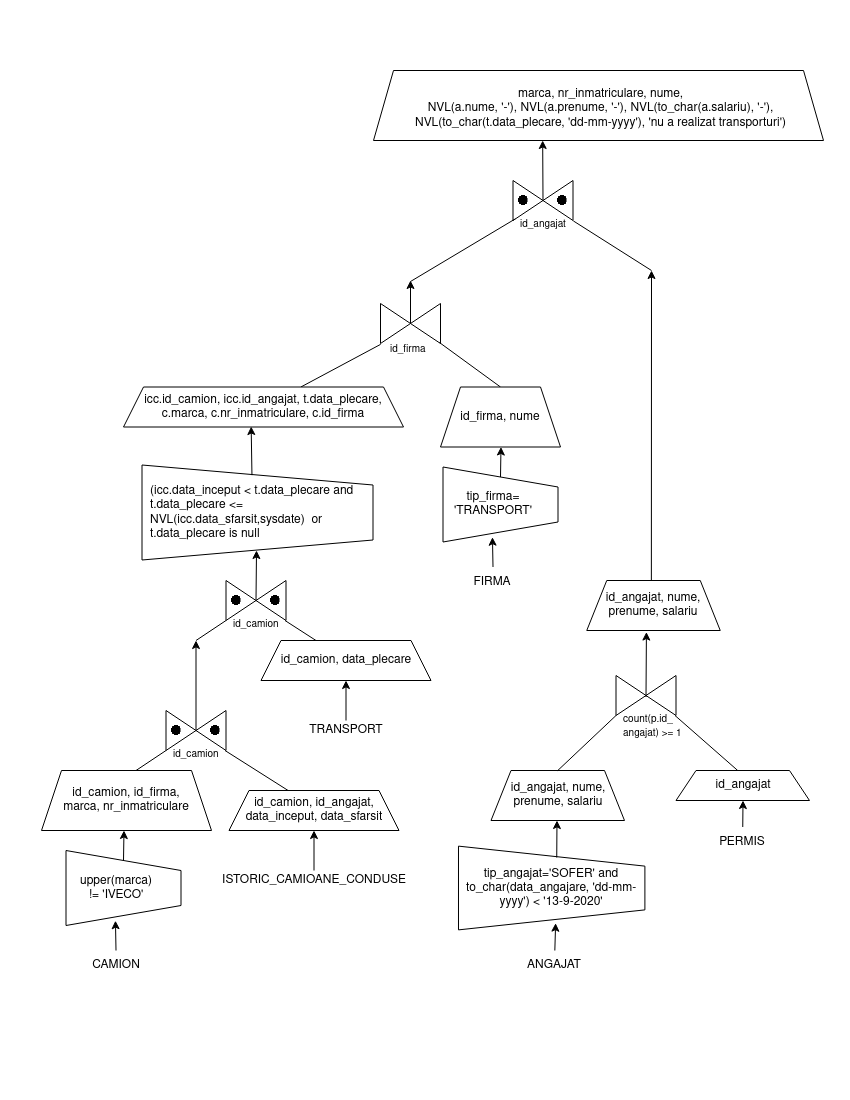 marca, nr_inmatriculare, nume,
NVL(a.nume, '-'), NVL(a.prenume, '-'), NVL(to_char(a.salariu), '-'),
NVL(to_char(t.data_plecare, 'dd-mm-yyyy'), 'nu a realizat transporturi')
id_angajat
id_firma
icc.id_camion, icc.id_angajat, t.data_plecare,
c.marca, c.nr_inmatriculare, c.id_firma
id_firma, nume
(icc.data_inceput < t.data_plecare and
t.data_plecare <=
NVL(icc.data_sfarsit,sysdate)  or
t.data_plecare is null
tip_firma=
'TRANSPORT'
FIRMA
id_angajat, nume,
prenume, salariu
id_camion
id_camion, data_plecare
TRANSPORT
count(p.id_
angajat) >= 1
id_camion
id_camion, id_firma,
marca, nr_inmatriculare
id_camion, id_angajat,
data_inceput, data_sfarsit
id_angajat, nume,
prenume, salariu
id_angajat
PERMIS
ISTORIC_CAMIOANE_CONDUSE
upper(marca)
!= 'IVECO'
tip_angajat='SOFER' and
to_char(data_angajare, 'dd-mm-
yyyy') < '13-9-2020'
CAMION
ANGAJAT